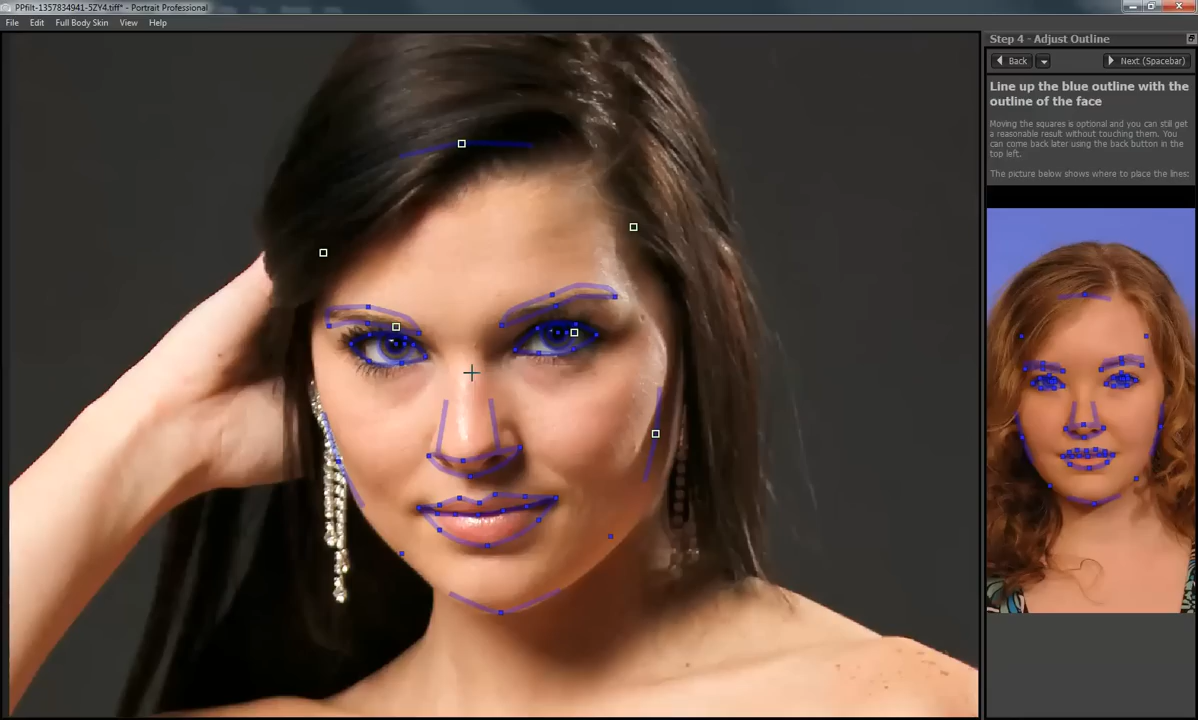 PPfilt-1357834941-5ZY4.tiff* - Portrait Professional
File Edit Full Body Skin View Help
Step 4 - Adjust Outline
Back Next (Spacebar)
Line up the blue outline with the
outline of the face
Moving the squares is optional and you can still get
a reasonable result without touching them. You
can come back later using the back button in the
top left.
The picture below shows where to place the lines: